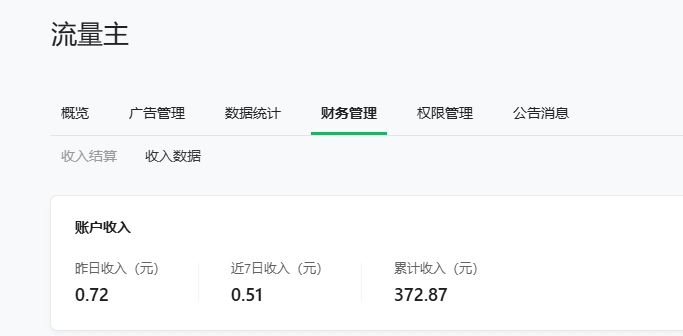 流量主
概览 广告管理 数据统计 财务管理 权限管理 公告消息
收入结算 收入数据
账户收入
昨日收入（元） 近7日收入（元） 累计收入（元）
0.72 0.51 372.87